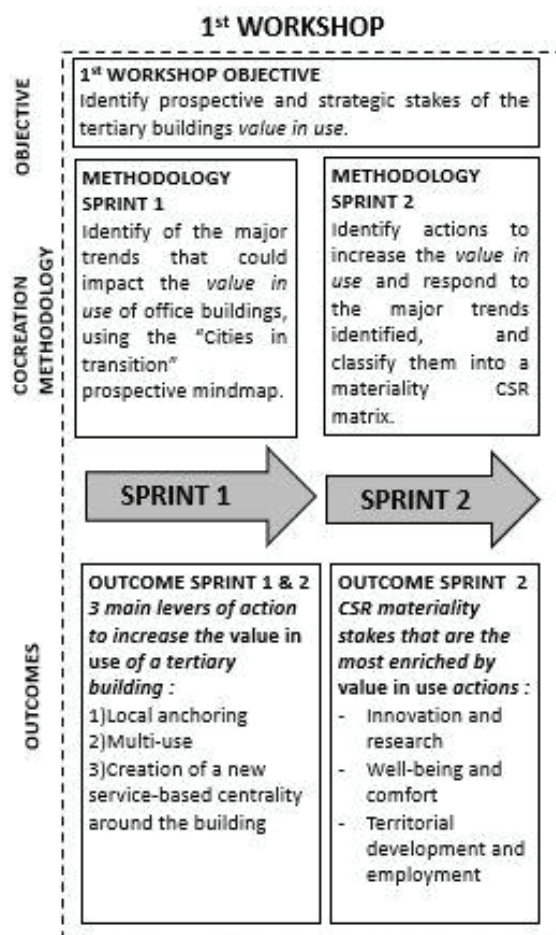 1st WORKSHOP
OBJECTIVE
1st WORKSHOP OBJECTIVE
Identify prospective and strategic stakes of the
tertiary buildings value in use.
COCREATION
METHODOLOGY
METHODOLOGY
SPRINT 1
Identify of the major
trends that could
impact the value in
use of office buildings,
using the “Cities in
transition”
prospective mindmap.
METHODOLOGY
SPRINT 2
Identify actions to
increase the value in
use and respond to
the major trends
identified, and
classify them into a
materiality CSR
matrix.
SPRINT 1
SPRINT 2
OUTCOMES
OUTCOME SPRINT 1 & 2
3 main levers of action
to increase the value in
use of a tertiary
building :
1)Local anchoring
2)Multi-use
3)Creation of a new
service-based centrality
around the building
OUTCOME SPRINT 2
CSR materiality
stakes that are the
most enriched by
value in use actions :
- Innovation and
research
- Well-being and
comfort
- Territorial
development and
employment